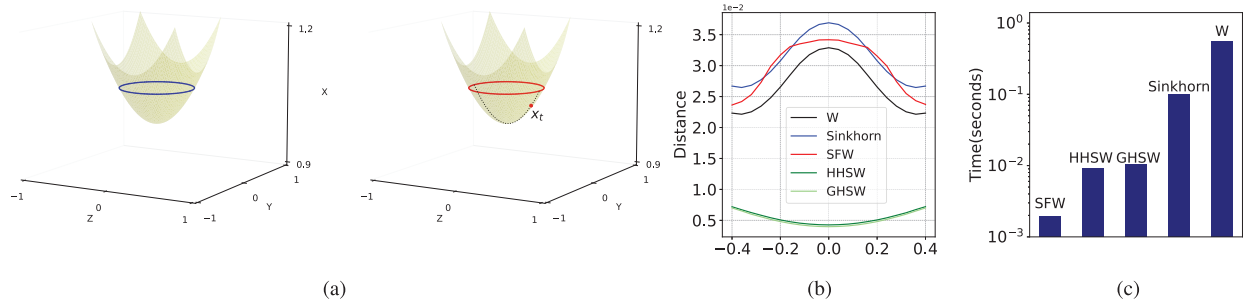 1.2
X
0.9
−1
0
Z
1
−1
0
Y
1
1.2
0.9
−1
0
Z
1
−1
0
Y
1
x_t
(a)
1e−2
Distance
3.5
3.0
2.5
2.0
1.5
1.0
0.5
−0.4 −0.2 0.0 0.2 0.4
W
Sinkhorn
SFW
HHSW
GHSW
(b)
Time(seconds)
10⁰
10⁻¹
10⁻²
10⁻³
SFW
HHSW
GHSW
Sinkhorn
W
(c)